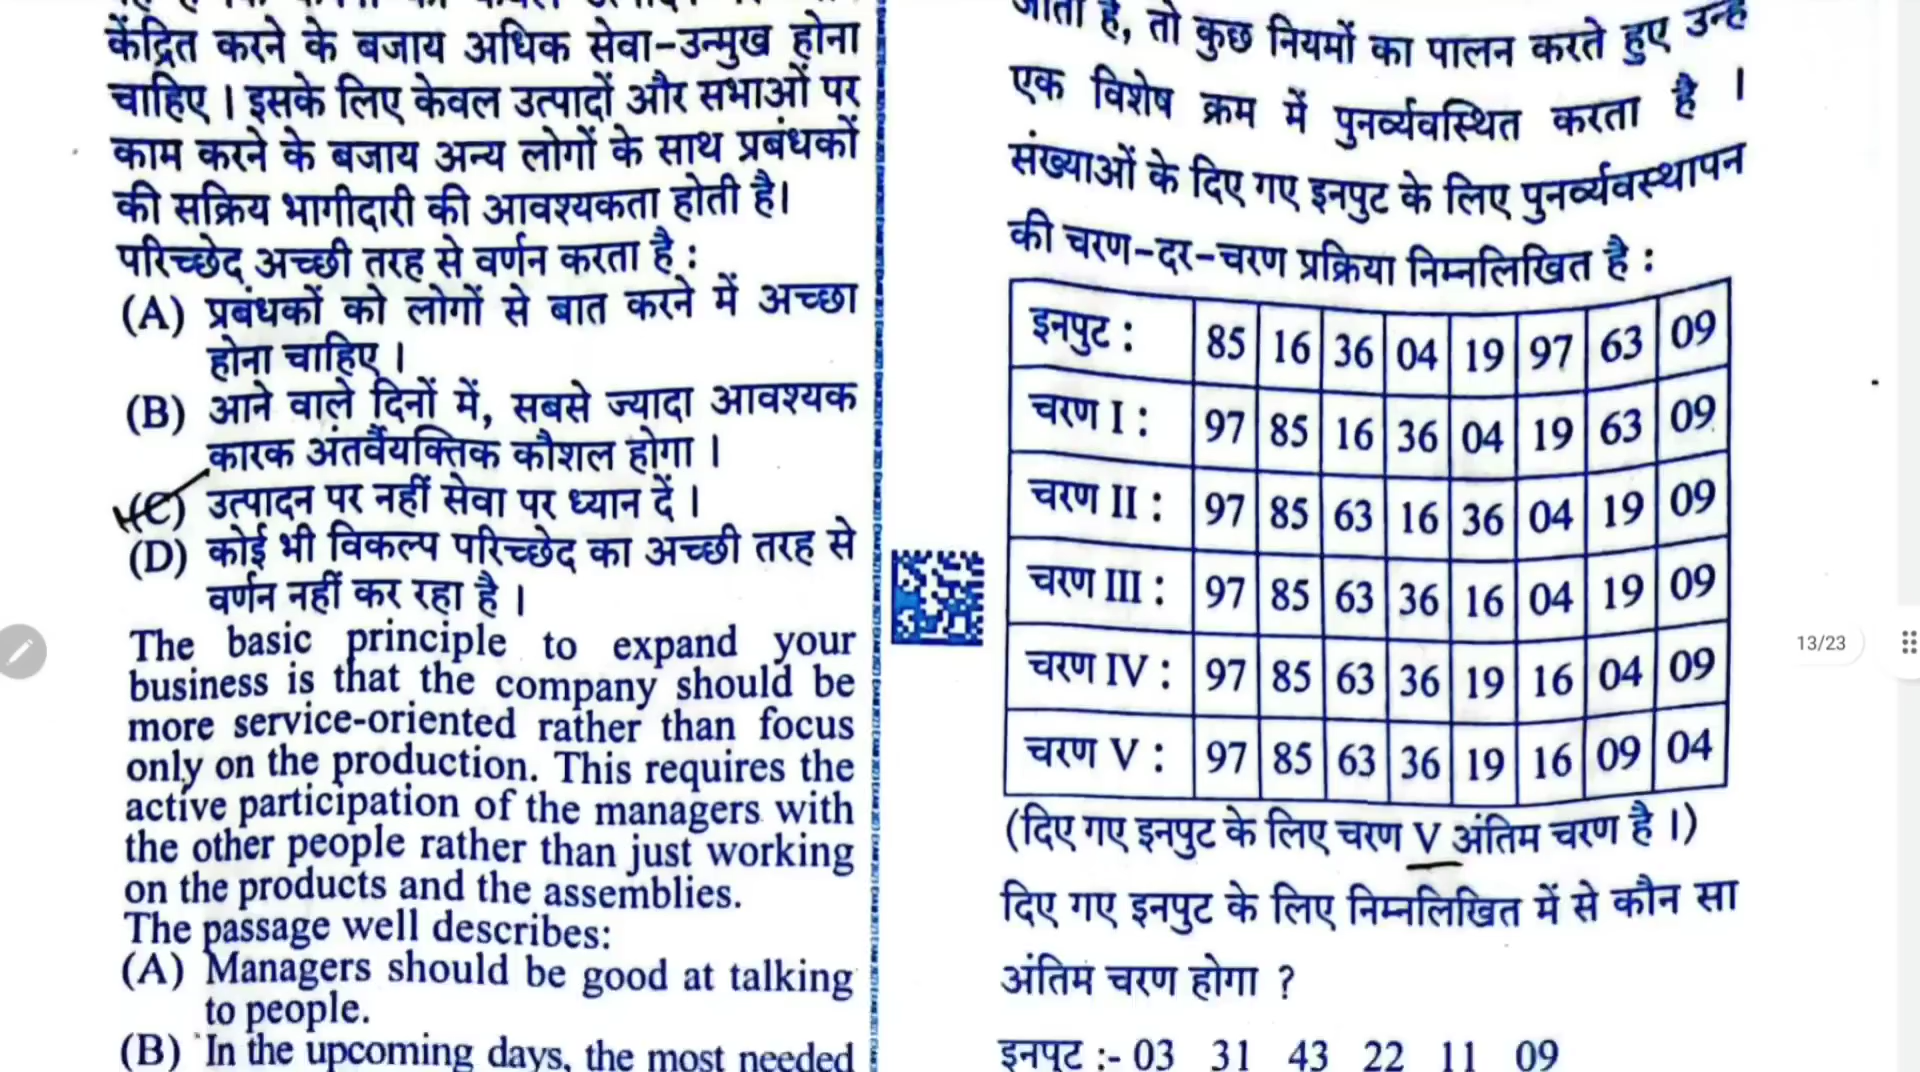 केंद्रित करने के बजाय अधिक सेवा-उन्मुख होना
चाहिए । इसके लिए केवल उत्पादों और सभाओं पर
काम करने के बजाय अन्य लोगों के साथ प्रबंधकों
की सक्रिय भागीदारी की आवश्यकता होती है।
परिच्छेद अच्छी तरह से वर्णन करता है :
(A) प्रबंधकों को लोगों से बात करने में अच्छा
होना चाहिए ।
(B) आने वाले दिनों में, सबसे ज्यादा आवश्यक
कारक अंतर्वैयक्तिक कौशल होगा ।
(C) उत्पादन पर नहीं सेवा पर ध्यान दें ।
(D) कोई भी विकल्प परिच्छेद का अच्छी तरह से
वर्णन नहीं कर रहा है ।
The basic principle to expand your
business is that the company should be
more service-oriented rather than focus
only on the production. This requires the
active participation of the managers with
the other people rather than just working
on the products and the assemblies.
The passage well describes:
(A) Managers should be good at talking
to people.
(B) In the upcoming days, the most needed
जाता है, तो कुछ नियमों का पालन करते हुए उन्हें
एक विशेष क्रम में पुनर्व्यवस्थित करता है ।
संख्याओं के दिए गए इनपुट के लिए पुनर्व्यवस्थापन
की चरण-दर-चरण प्रक्रिया निम्नलिखित है :
इनपुट : 85 16 36 04 19 97 63 09
चरण I : 97 85 16 36 04 19 63 09
चरण II : 97 85 63 16 36 04 19 09
चरण III : 97 85 63 36 16 04 19 09
चरण IV : 97 85 63 36 19 16 04 09
चरण V : 97 85 63 36 19 16 09 04
(दिए गए इनपुट के लिए चरण V अंतिम चरण है ।)
दिए गए इनपुट के लिए निम्नलिखित में से कौन सा
अंतिम चरण होगा ?
इनपुट :- 03 31 43 22 11 09
13/23